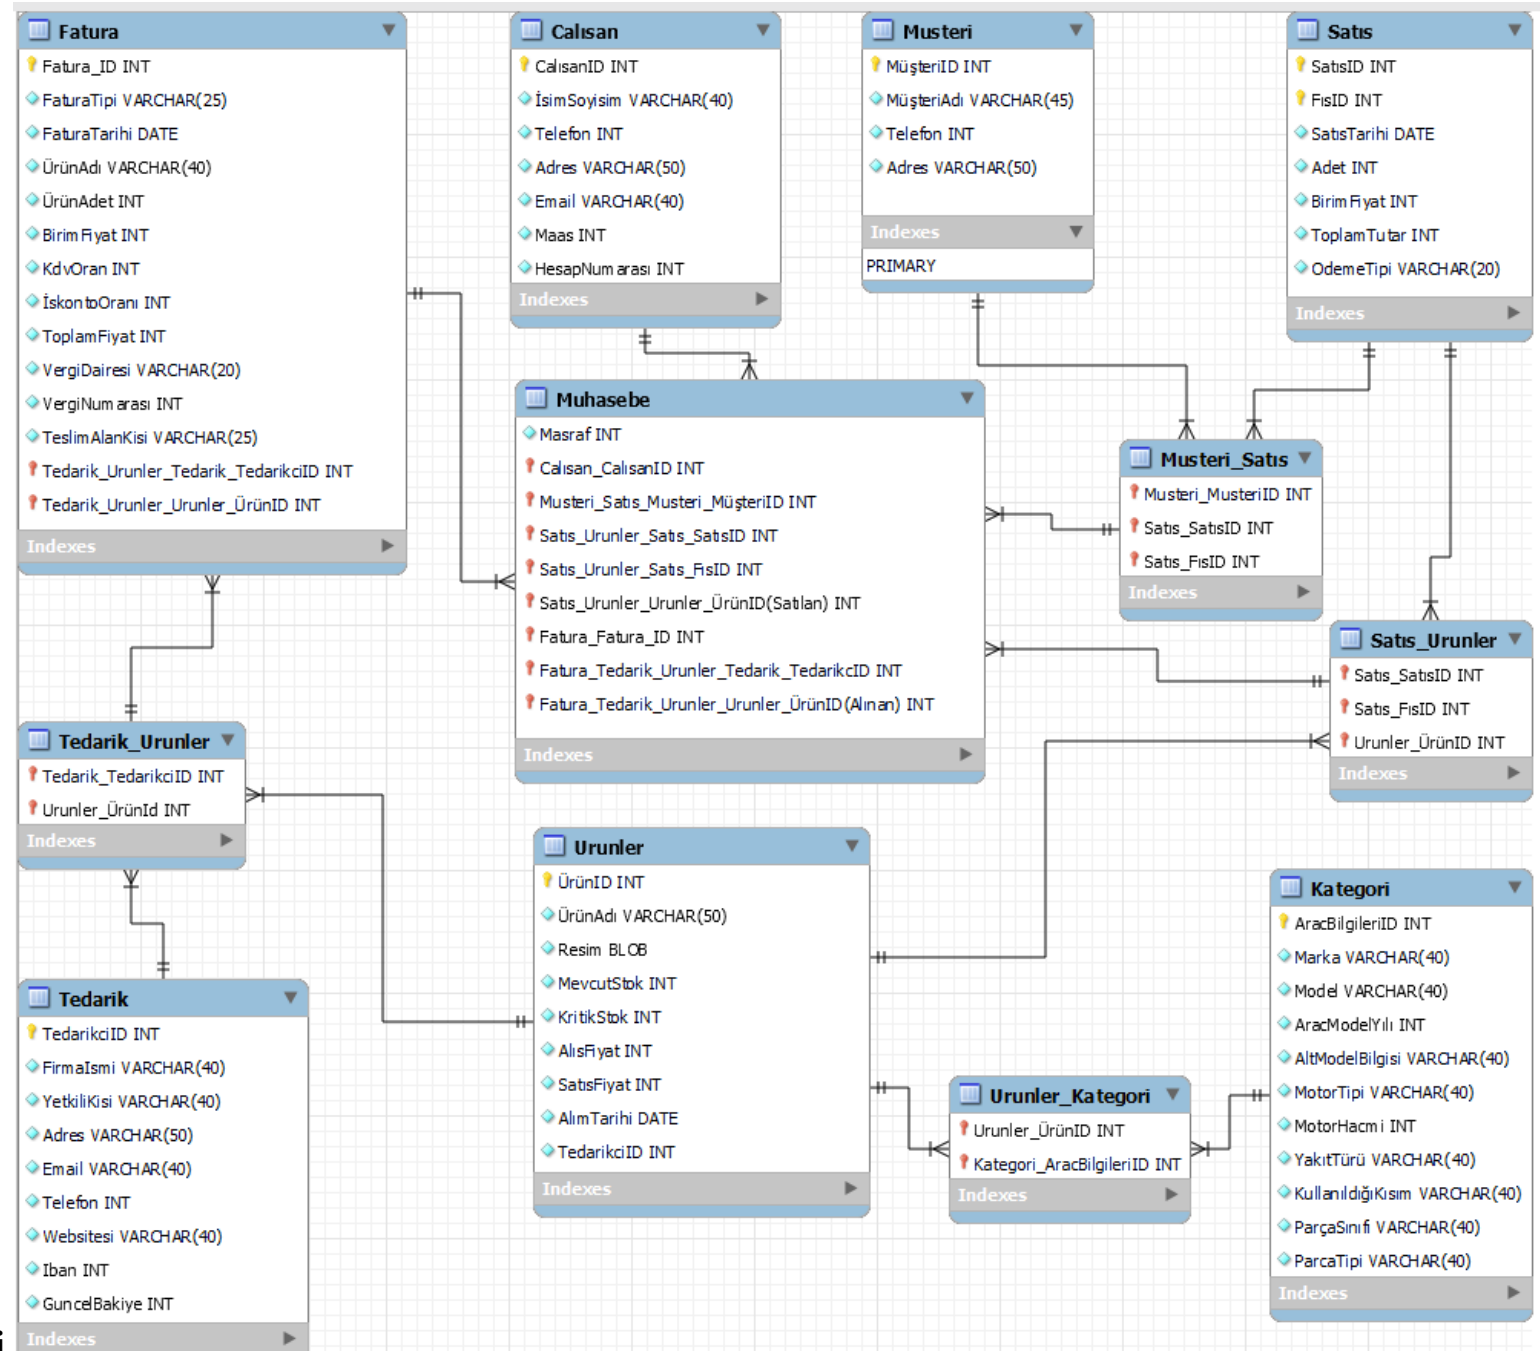 Fatura
Fatura_ID INT
FaturaTipi VARCHAR(25)
FaturaTarihi DATE
ÜrünAdı VARCHAR(40)
ÜrünAdet INT
BirimFiyat INT
KdvOran INT
İskontoOranı INT
ToplamFiyat INT
VergiDairesi VARCHAR(20)
VergiNumarası INT
TeslimAlanKisi VARCHAR(25)
Tedarik_Urunler_Tedarik_TedarikciID INT
Tedarik_Urunler_Urunler_ÜrünID INT
Indexes
Calısan
CalısanID INT
İsimSoyisim VARCHAR(40)
Telefon INT
Adres VARCHAR(50)
Email VARCHAR(40)
Maas INT
HesapNumarası INT
Indexes
Musteri
MüşteriID INT
MüşteriAdı VARCHAR(45)
Telefon INT
Adres VARCHAR(50)
Indexes
PRIMARY
Satıs
SatısID INT
FısID INT
SatısTarihi DATE
Adet INT
BirimFiyat INT
ToplamTutar INT
OdemeTipi VARCHAR(20)
Indexes
Muhasebe
Masraf INT
Calısan_CalısanID INT
Musteri_Satıs_Musteri_MüşteriID INT
Satıs_Urunler_Satıs_SatısID INT
Satıs_Urunler_Satıs_FısID INT
Satıs_Urunler_Urunler_ÜrünID(Satılan) INT
Fatura_Fatura_ID INT
Fatura_Tedarik_Urunler_Tedarik_TedarikcID INT
Fatura_Tedarik_Urunler_Urunler_ÜrünID(Alınan) INT
Indexes
Musteri_Satıs
Musteri_MusteriID INT
Satıs_SatısID INT
Satıs_FısID INT
Indexes
Satıs_Urunler
Satıs_SatısID INT
Satıs_FısID INT
Urunler_ÜrünID INT
Indexes
Tedarik_Urunler
Tedarik_TedarikciID INT
Urunler_ÜrünId INT
Indexes
Urunler
ÜrünID INT
ÜrünAdı VARCHAR(50)
Resim BLOB
MevcutStok INT
KritikStok INT
AlısFiyat INT
SatısFiyat INT
AlımTarihi DATE
TedarikciID INT
Indexes
Kategori
AracBilgileriID INT
Marka VARCHAR(40)
Model VARCHAR(40)
AracModelYılı INT
AltModelBilgisi VARCHAR(40)
MotorTipi VARCHAR(40)
MotorHacmi INT
YakıtTürü VARCHAR(40)
KullanıldığıKısım VARCHAR(40)
ParçaSınıfı VARCHAR(40)
ParcaTipi VARCHAR(40)
Indexes
Urunler_Kategori
Urunler_ÜrünID INT
Kategori_AracBilgileriID INT
Indexes
Tedarik
TedarikciID INT
FirmaIsmi VARCHAR(40)
YetkiliKisi VARCHAR(40)
Adres VARCHAR(50)
Email VARCHAR(40)
Telefon INT
Websitesi VARCHAR(40)
Iban INT
GuncelBakiye INT
Indexes
i